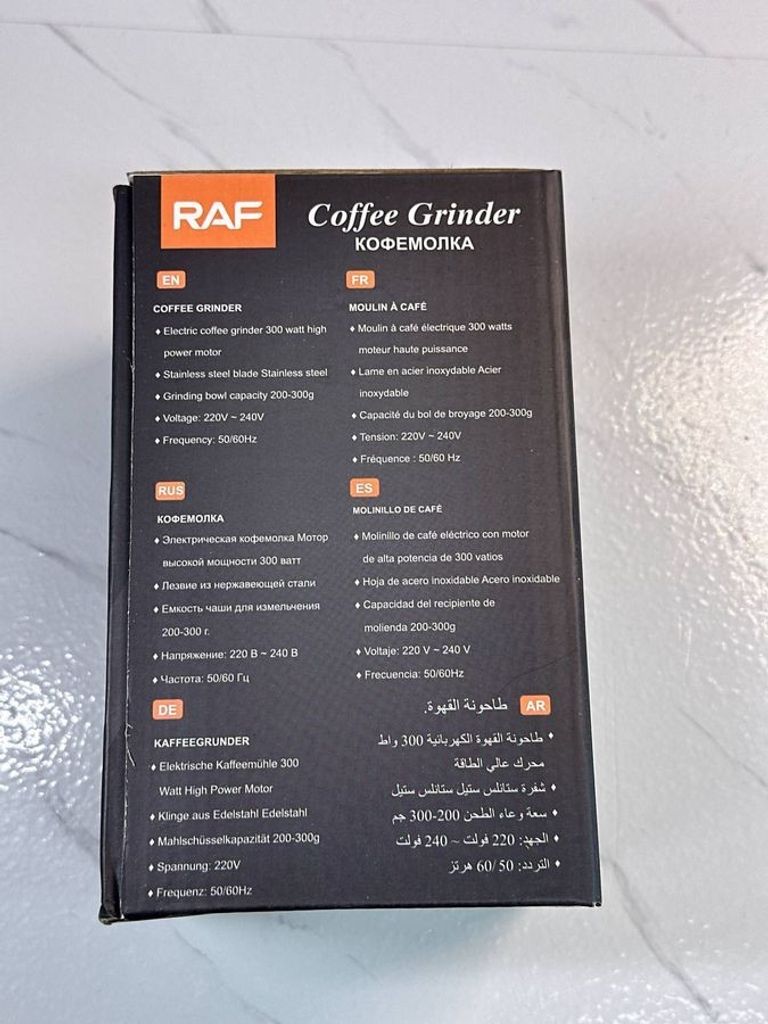 RAF
Coffee Grinder
КОФЕМОЛКА
EN
COFFEE GRINDER
♦ Electric coffee grinder 300 watt high
power motor
♦ Stainless steel blade Stainless steel
♦ Grinding bowl capacity 200-300g
♦ Voltage: 220V ~ 240V
♦ Frequency: 50/60Hz
FR
MOULIN À CAFÉ
♦ Moulin à café électrique 300 watts
moteur haute puissance
♦ Lame en acier inoxydable Acier
inoxydable
♦ Capacité du bol de broyage 200-300g
♦ Tension: 220V ~ 240V
♦ Fréquence : 50/60 Hz
RUS
КОФЕМОЛКА
♦ Электрическая кофемолка Мотор
высокой мощности 300 ватт
♦ Лезвие из нержавеющей стали
♦ Емкость чаши для измельчения
200-300 г.
♦ Напряжение: 220 В ~ 240 В
♦ Частота: 50/60 Гц
ES
MOLINILLO DE CAFÉ
♦ Molinillo de café eléctrico con motor
de alta potencia de 300 vatios
♦ Hoja de acero inoxidable Acero inoxidable
♦ Capacidad del recipiente de
molienda 200-300g
♦ Voltaje: 220 V ~ 240 V
♦ Frecuencia: 50/60Hz
DE
KAFFEEGRUNDER
♦ Elektrische Kaffeemühle 300
Watt High Power Motor
♦ Klinge aus Edelstahl Edelstahl
♦ Mahlschüsselkapazität 200-300g
♦ Spannung: 220V
♦ Frequenz: 50/60Hz
AR
طاحونة القهوة.
♦ طاحونة القهوة الكهربائية 300 واط
محرك عالي الطاقة
♦ شفرة ستانلس ستيل ستانلس ستيل
♦ سعة وعاء الطحن 200-300 جم
♦ الجهد: 220 فولت ~ 240 فولت
♦ التردد: 50/60 هرتز